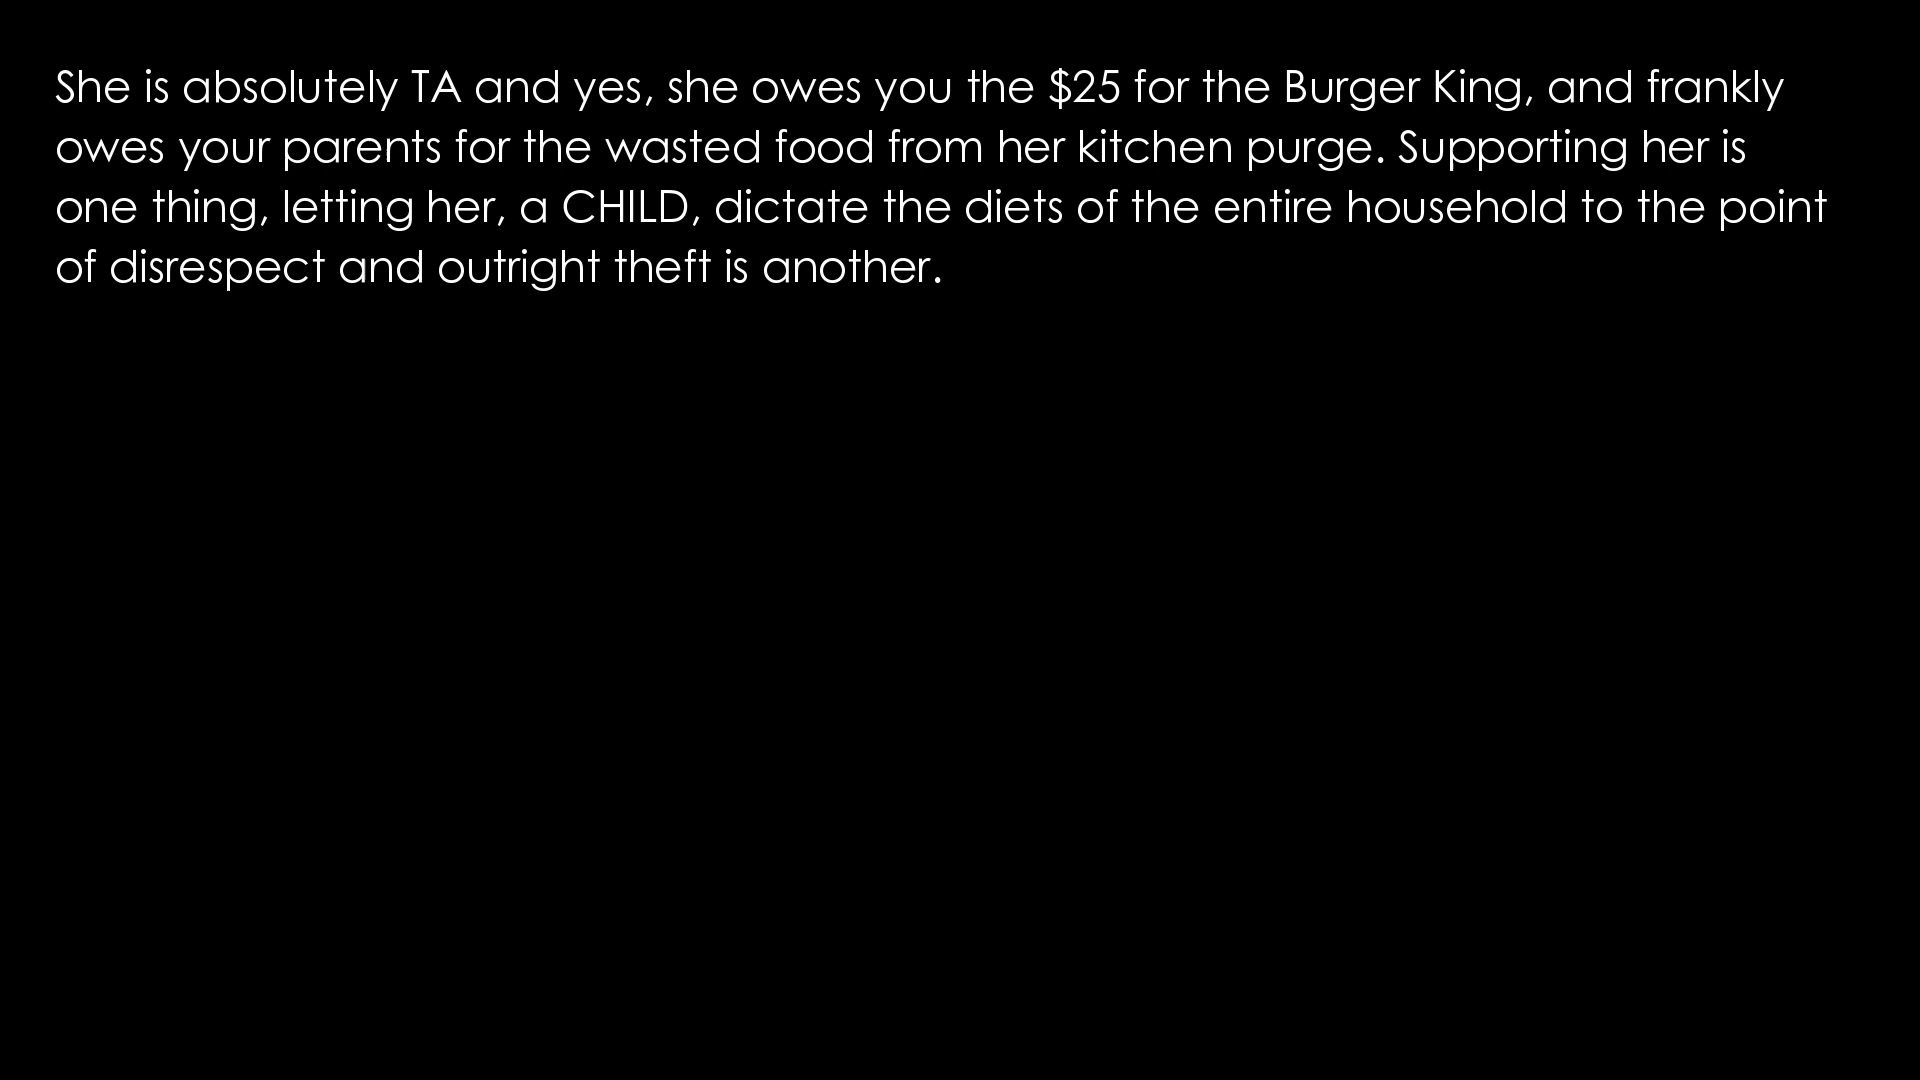 She is absolutely TA and yes, she owes you the $25 for the Burger King, and frankly
owes your parents for the wasted food from her kitchen purge. Supporting her is
one thing, letting her, a CHILD, dictate the diets of the entire household to the point
of disrespect and outright theft is another.